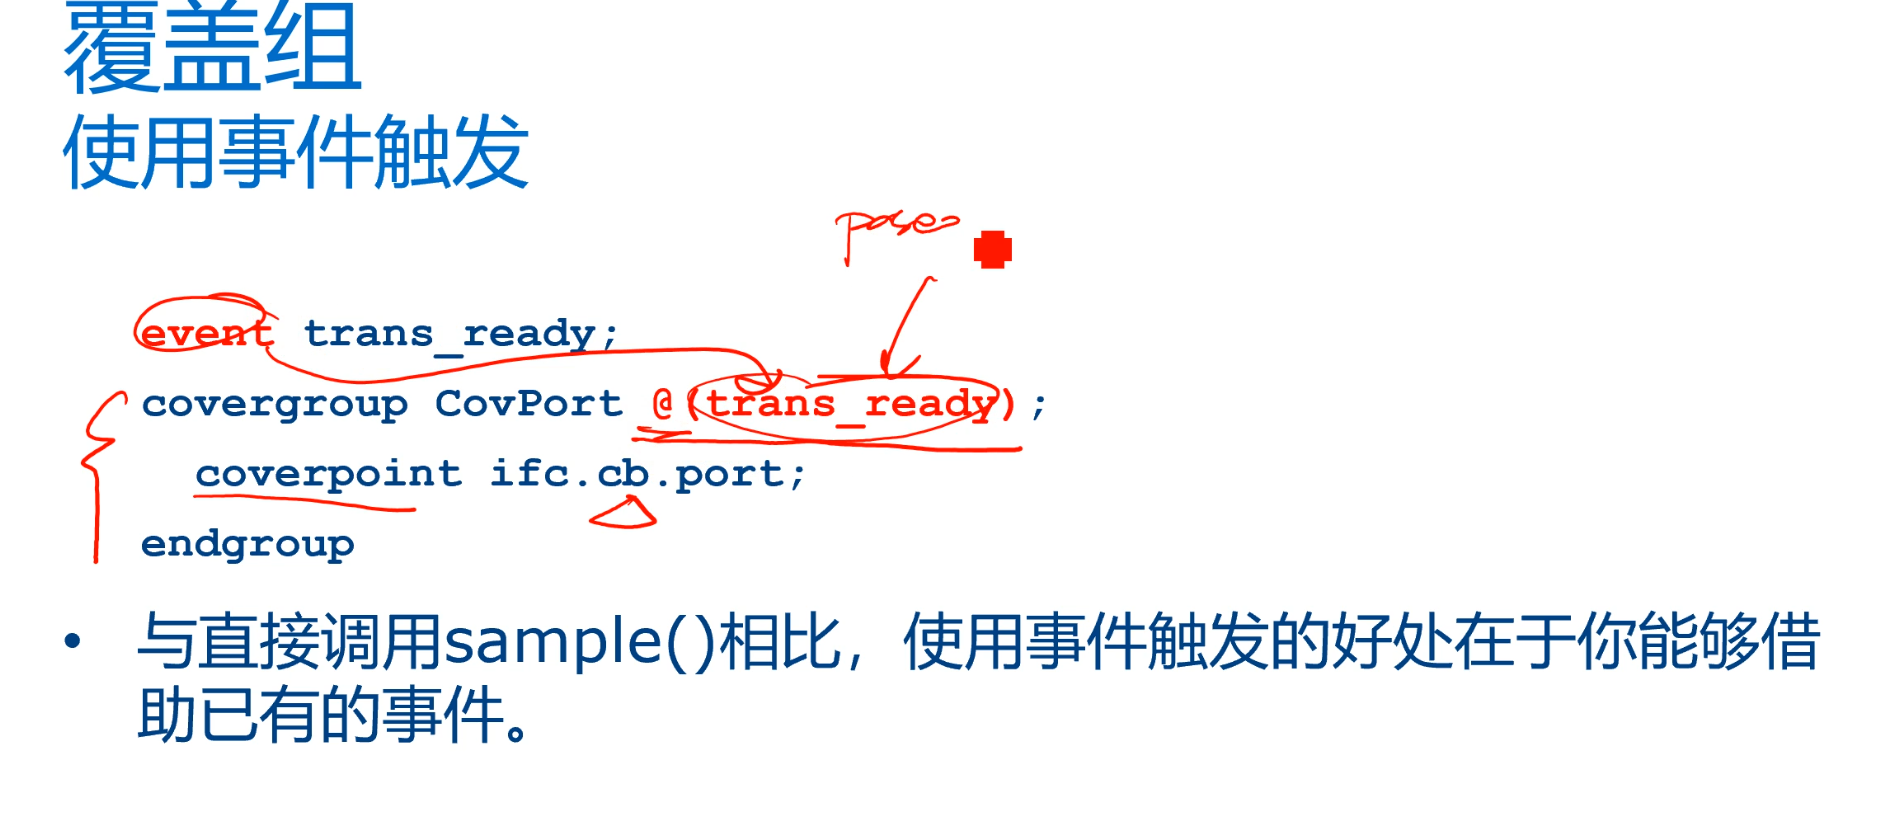 覆盖组
使用事件触发
event trans_ready;
covergroup CovPort @(trans_ready);
coverpoint ifc.cb.port;
endgroup
• 与直接调用sample()相比，使用事件触发的好处在于你能够借
助已有的事件。